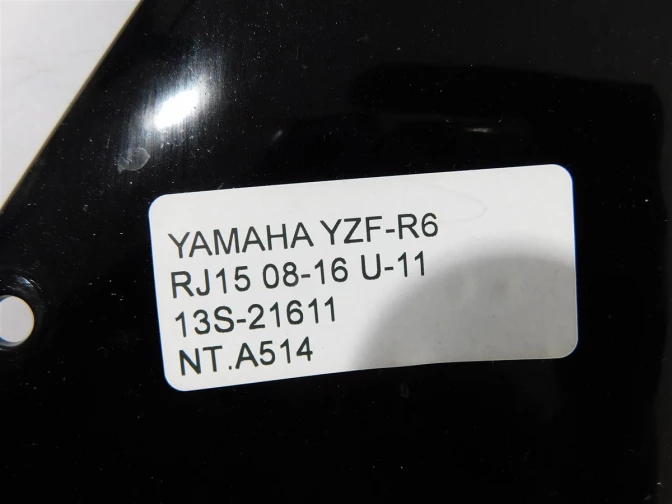 YAMAHA YZF-R6
RJ15 08-16 U-11
13S-21611
NT.A514